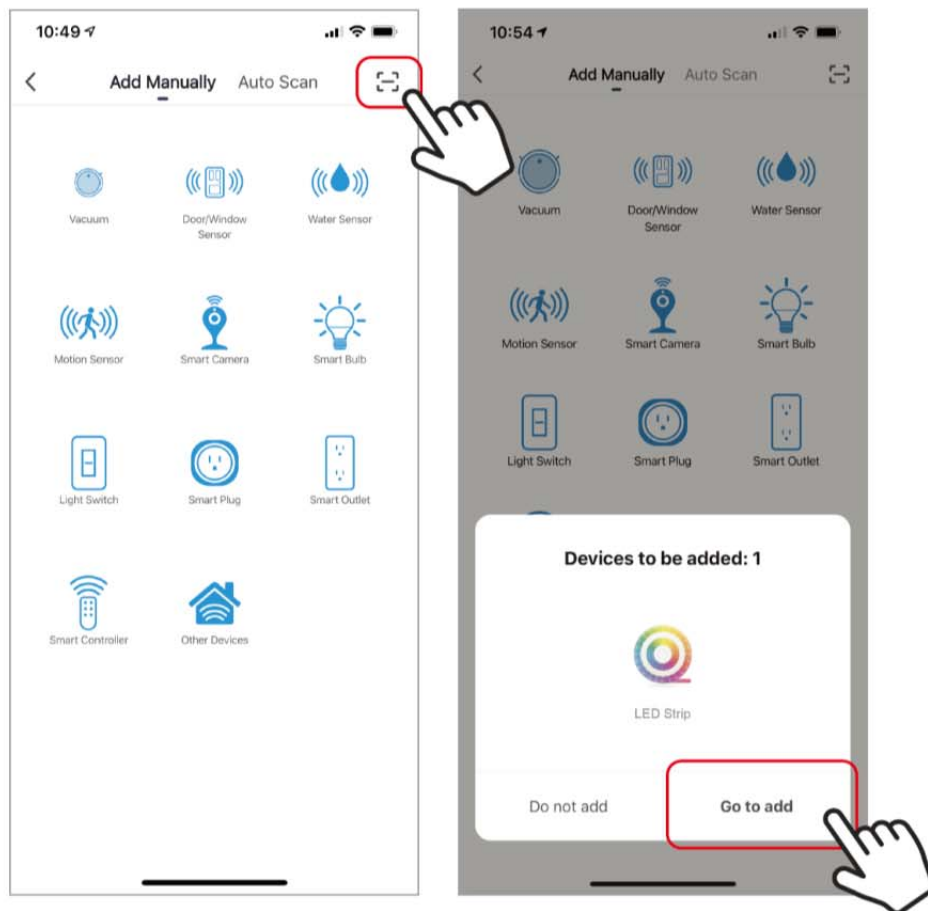 10:49
Add Manually Auto Scan
Vacuum
Door/Window
Sensor
Water Sensor
Motion Sensor
Smart Camera
Smart Bulb
Light Switch
Smart Plug
Smart Outlet
Smart Controller
Other Devices
10:54
Add Manually Auto Scan
Vacuum
Door/Window
Sensor
Water Sensor
Motion Sensor
Smart Camera
Smart Bulb
Light Switch
Smart Plug
Smart Outlet
Devices to be added: 1
LED Strip
Do not add
Go to add